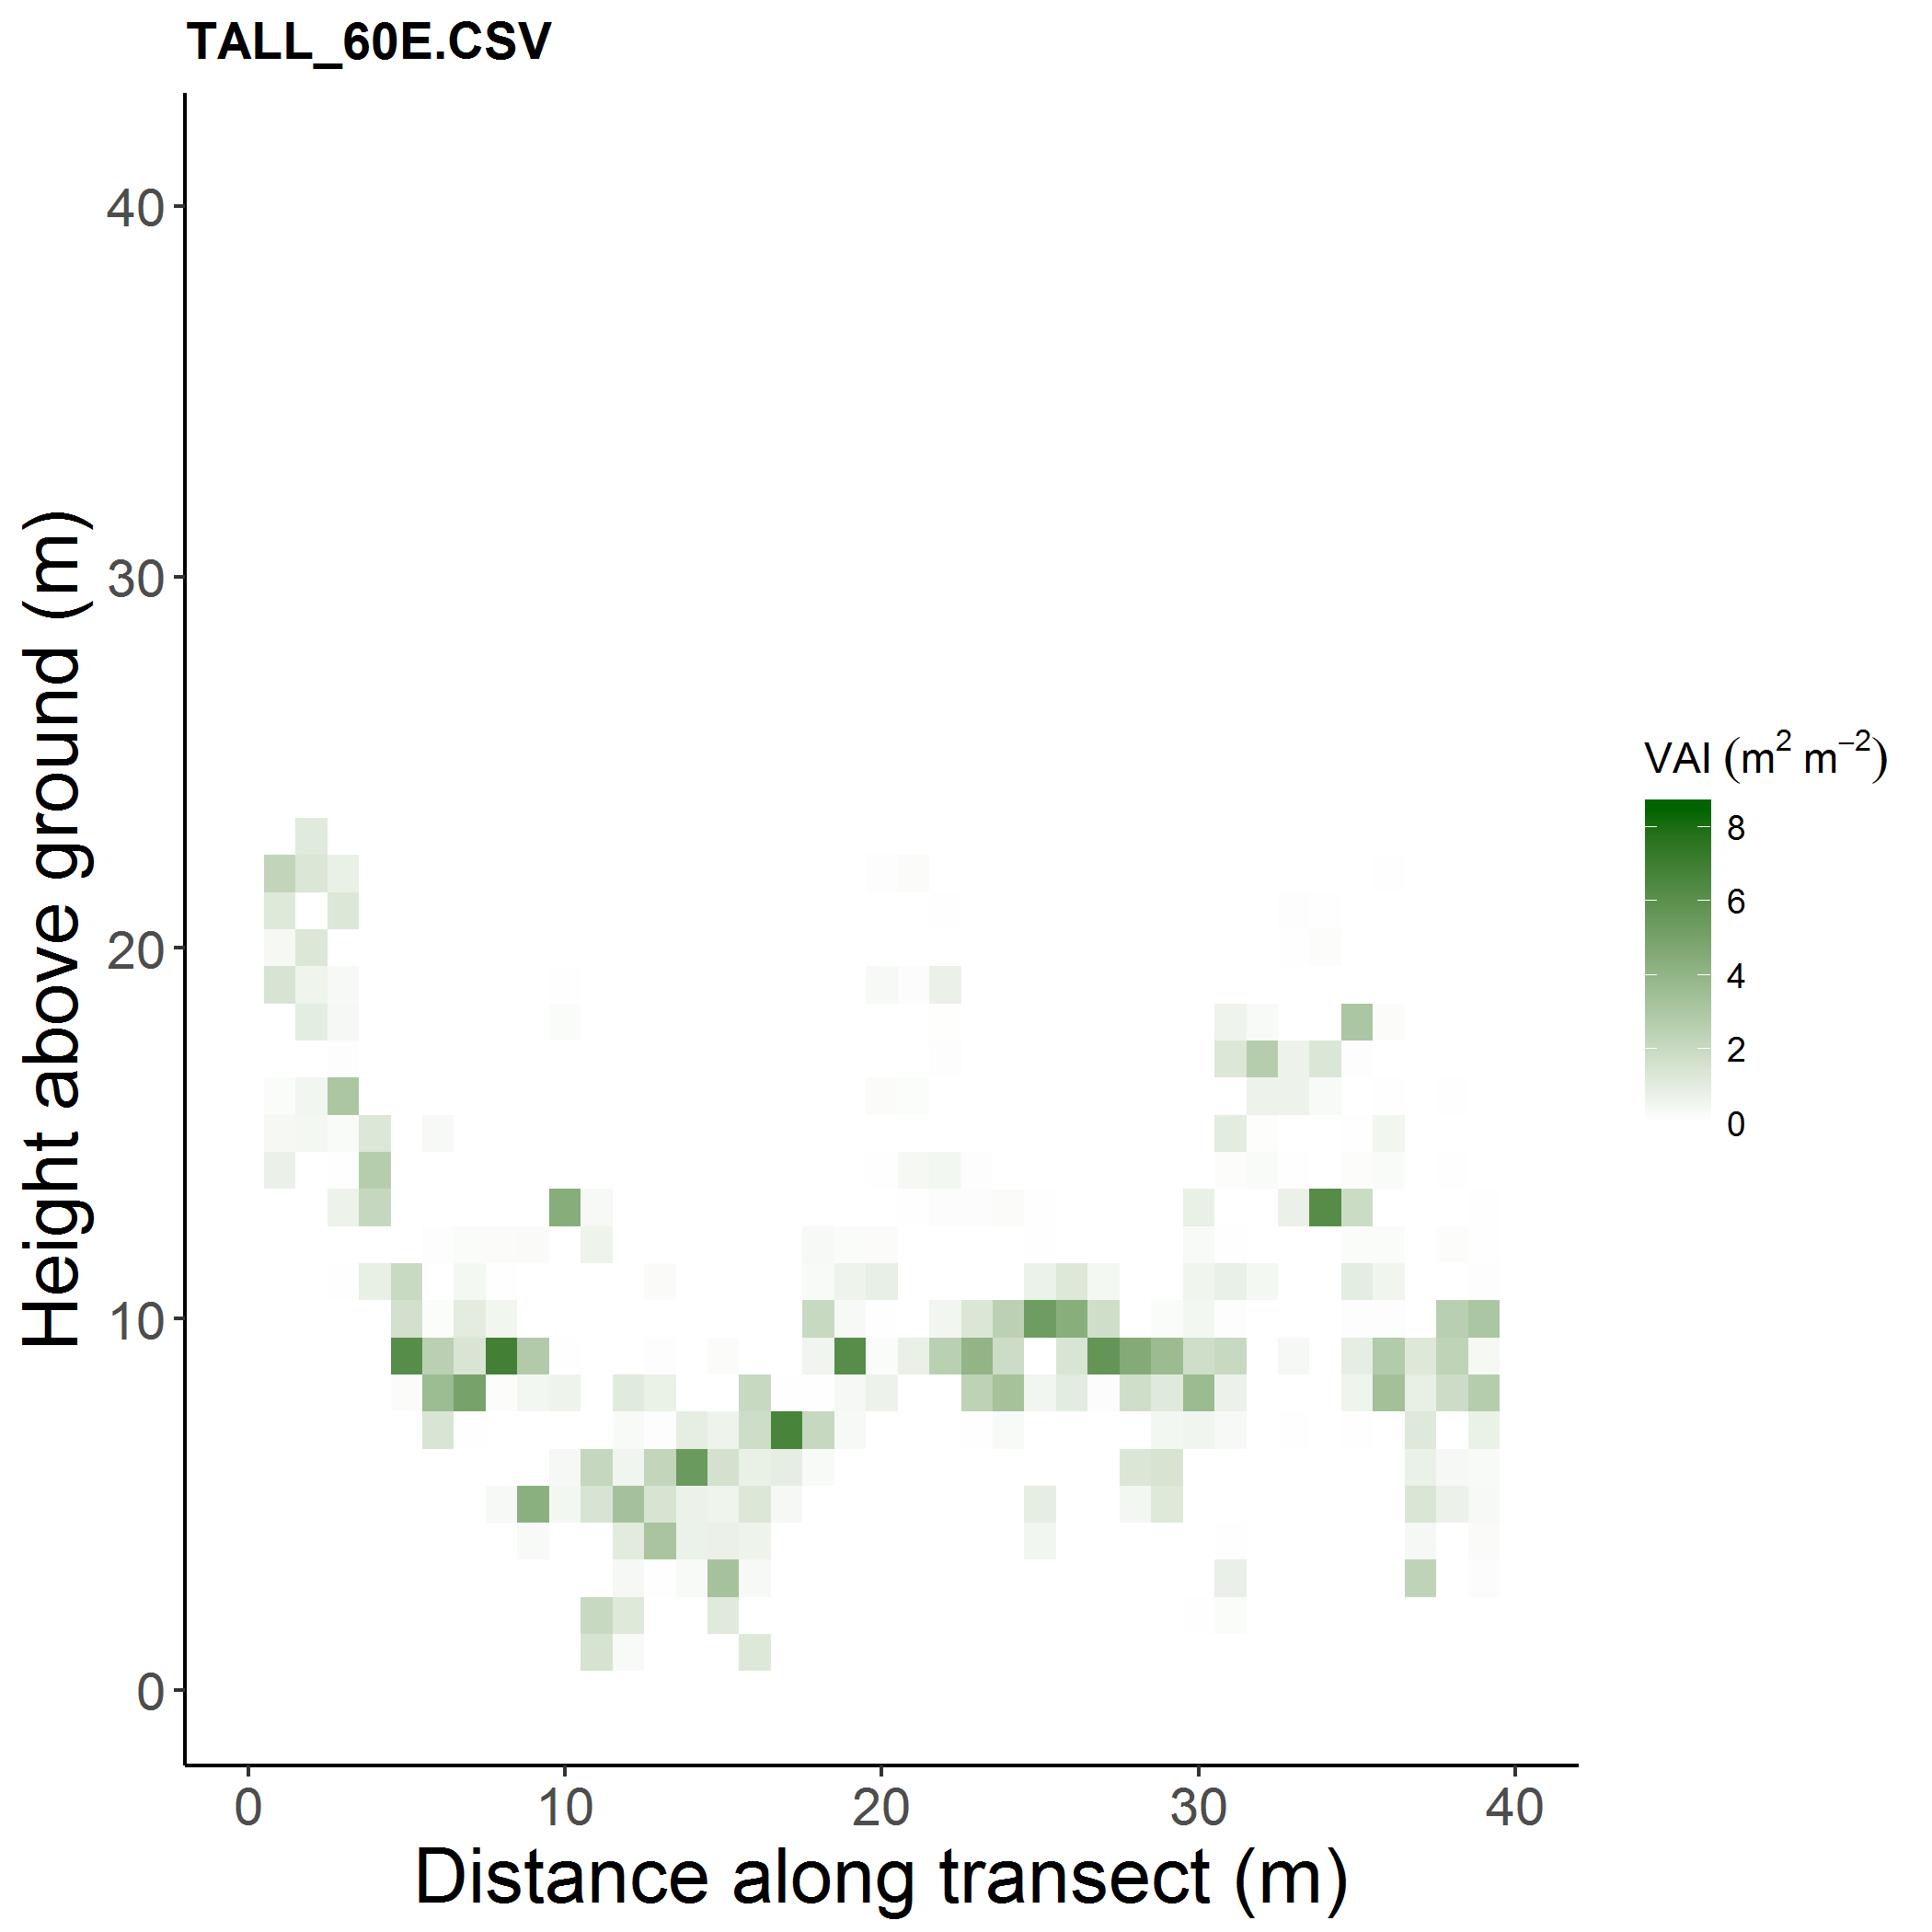 TALL_60E.CSV
Height above ground (m)
40
30
20
10
0
0 10 20 30 40
Distance along transect (m)
VAI (m² m⁻²)
8
6
4
2
0